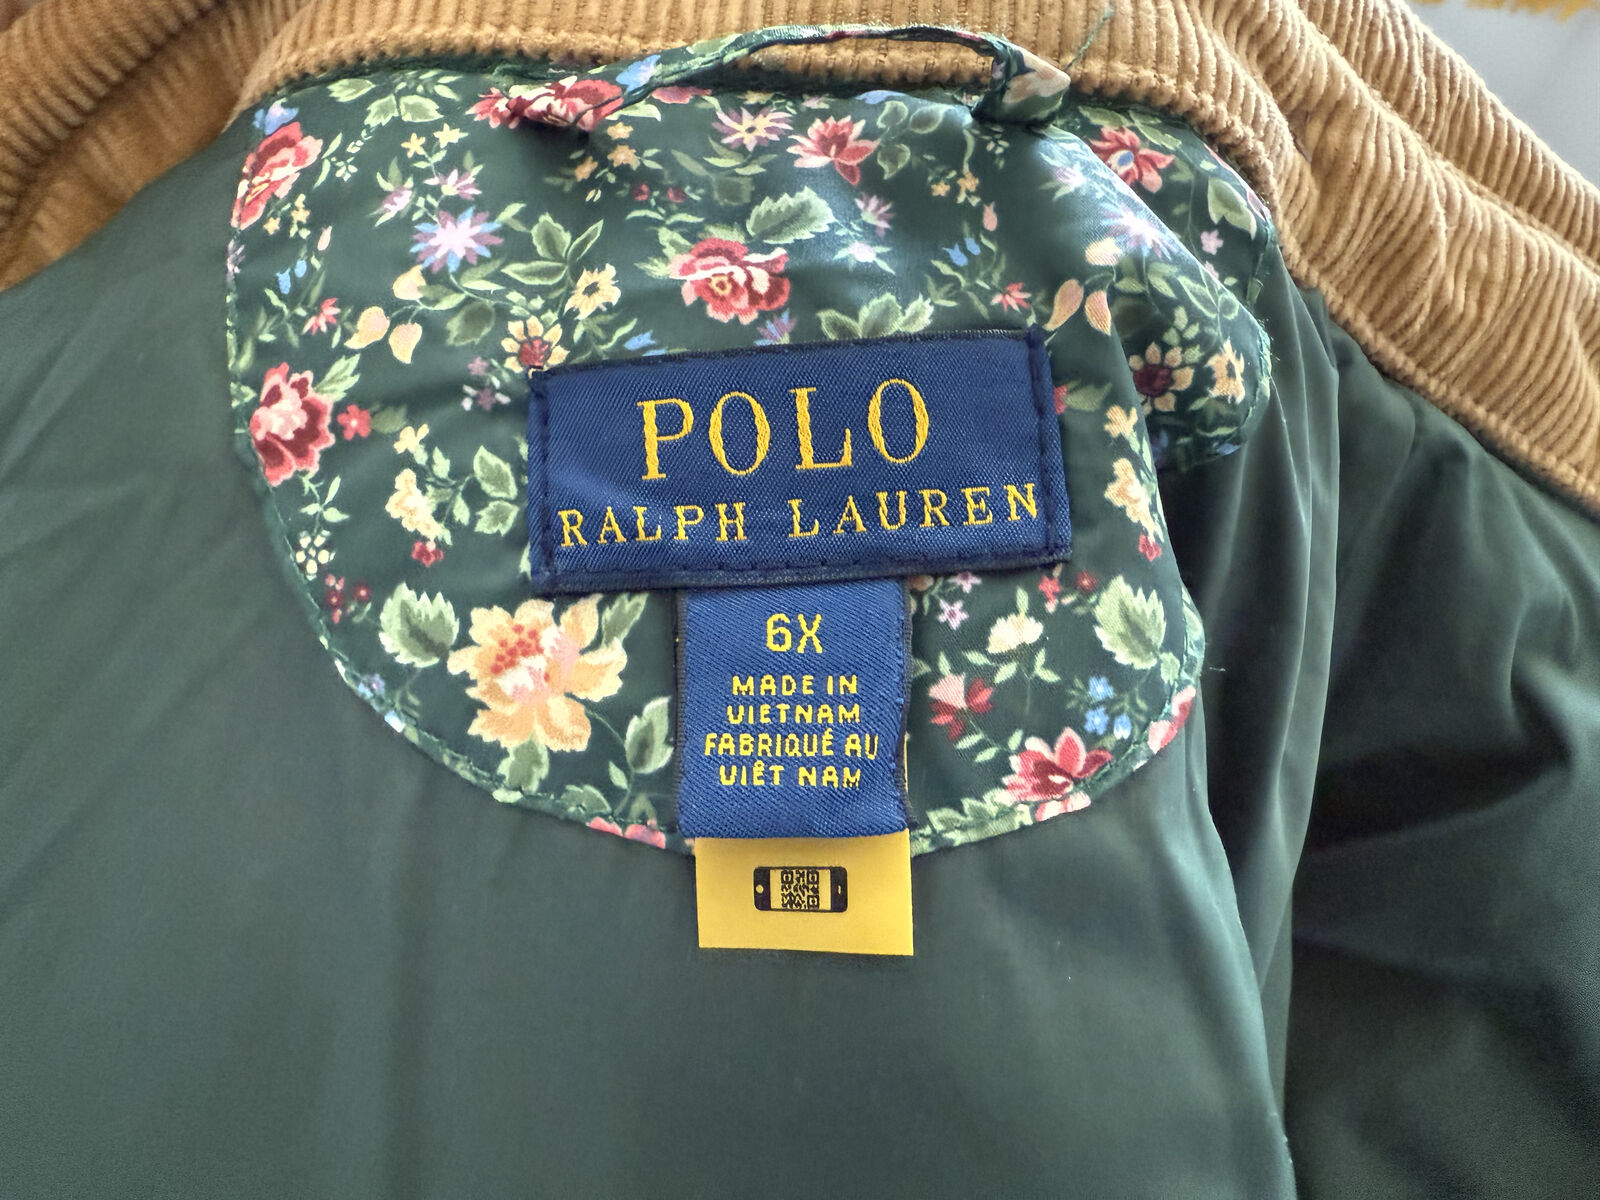 POLO
RALPH LAUREN
6X
MADE IN
VIETNAM
FABRIQUÉ AU
VIÊT NAM